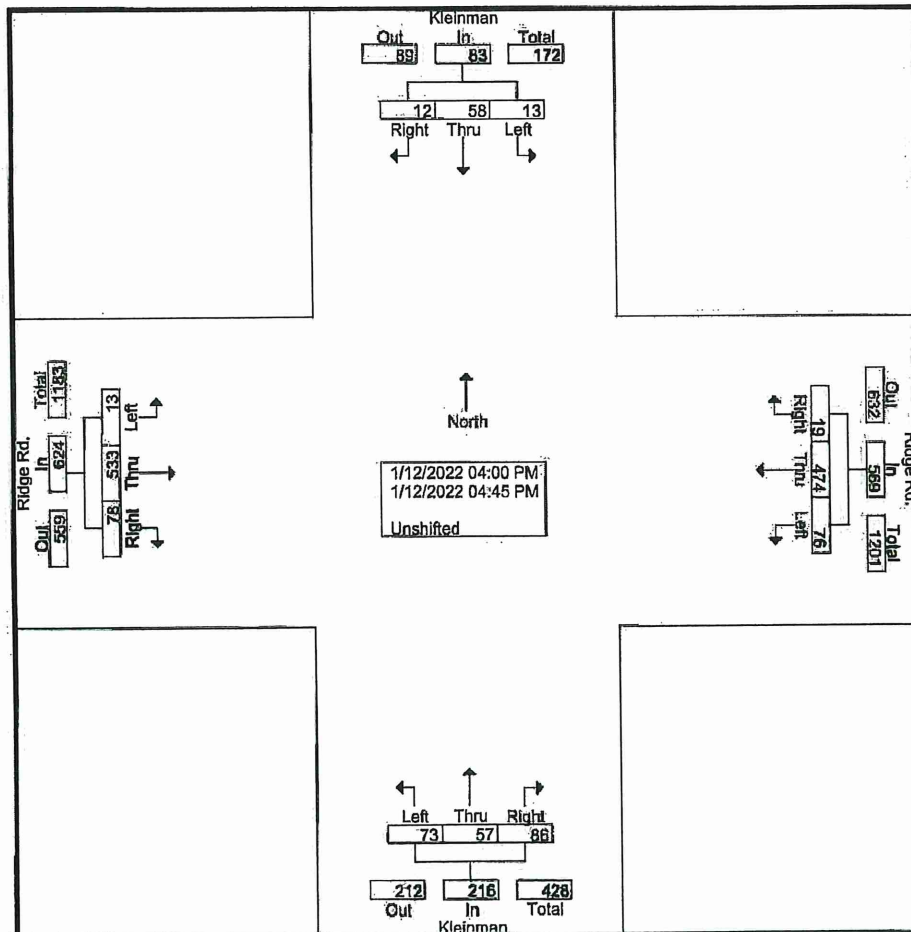 Kleinman
Out In Total
89 83 172
12 58 13
Right Thru Left
Ridge Rd.
Total In Out
1183 624 559
13 533 78
Left Thru Right
North
1/12/2022 04:00 PM
1/12/2022 04:45 PM
Unshifted
Right Thru Left
19 474 76
Out In Total
632 569 1201
Ridge Rd.
Left Thru Right
73 57 86
212 216 428
Out In Total
Kleinman